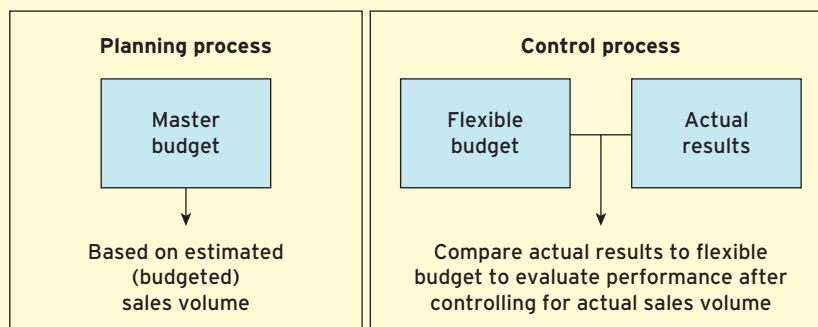 Planning process
Master
budget
Based on estimated
(budgeted)
sales volume
Control process
Flexible
budget
Actual
results
Compare actual results to flexible
budget to evaluate performance after
controlling for actual sales volume